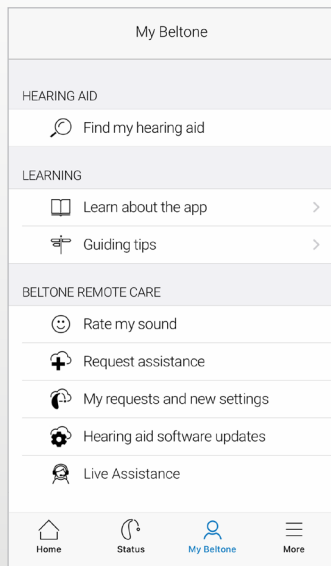 My Beltone
HEARING AID
Find my hearing aid
LEARNING
Learn about the app
Guiding tips
BELTONE REMOTE CARE
Rate my sound
Request assistance
My requests and new settings
Hearing aid software updates
Live Assistance
Home Status My Beltone More